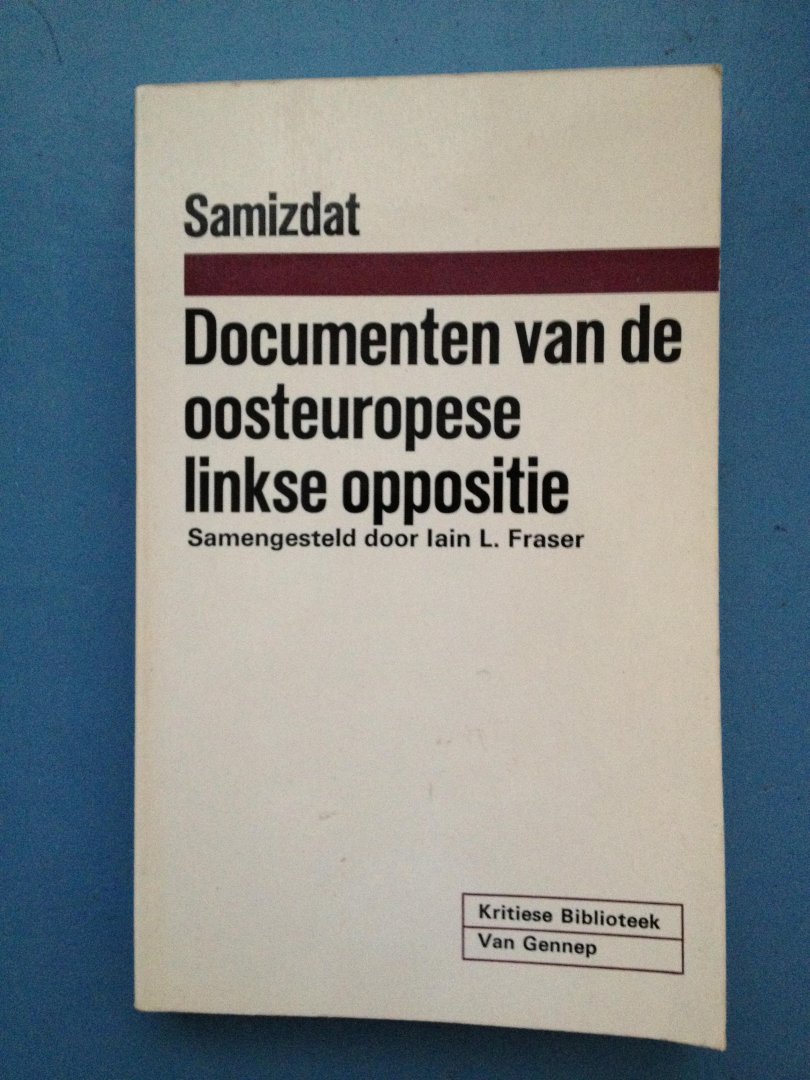 Samizdat
Documenten van de
oosteuropese
linkse oppositie
Samengesteld door Iain L. Fraser
Kritiese Biblioteek
Van Gennep